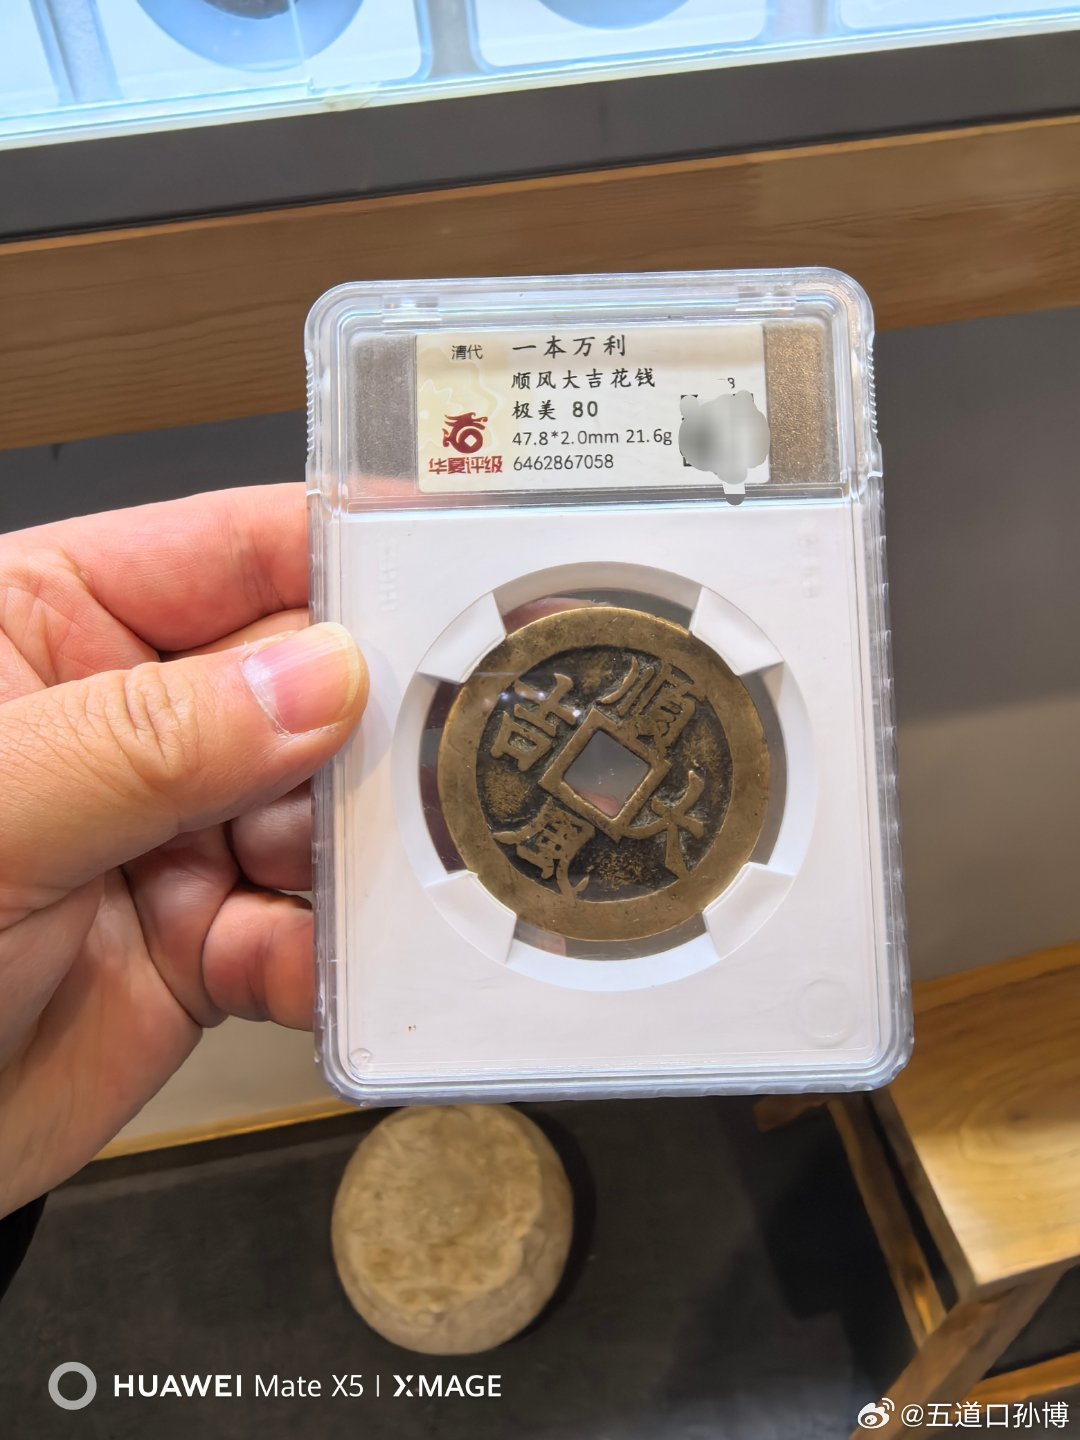 清代
一本万利
顺风大吉花钱
极美 80
47.8*2.0mm 21.6g
6462867058
华夏评级
順
風
大
吉
HUAWEI Mate X5 | XMAGE
@五道口孙博